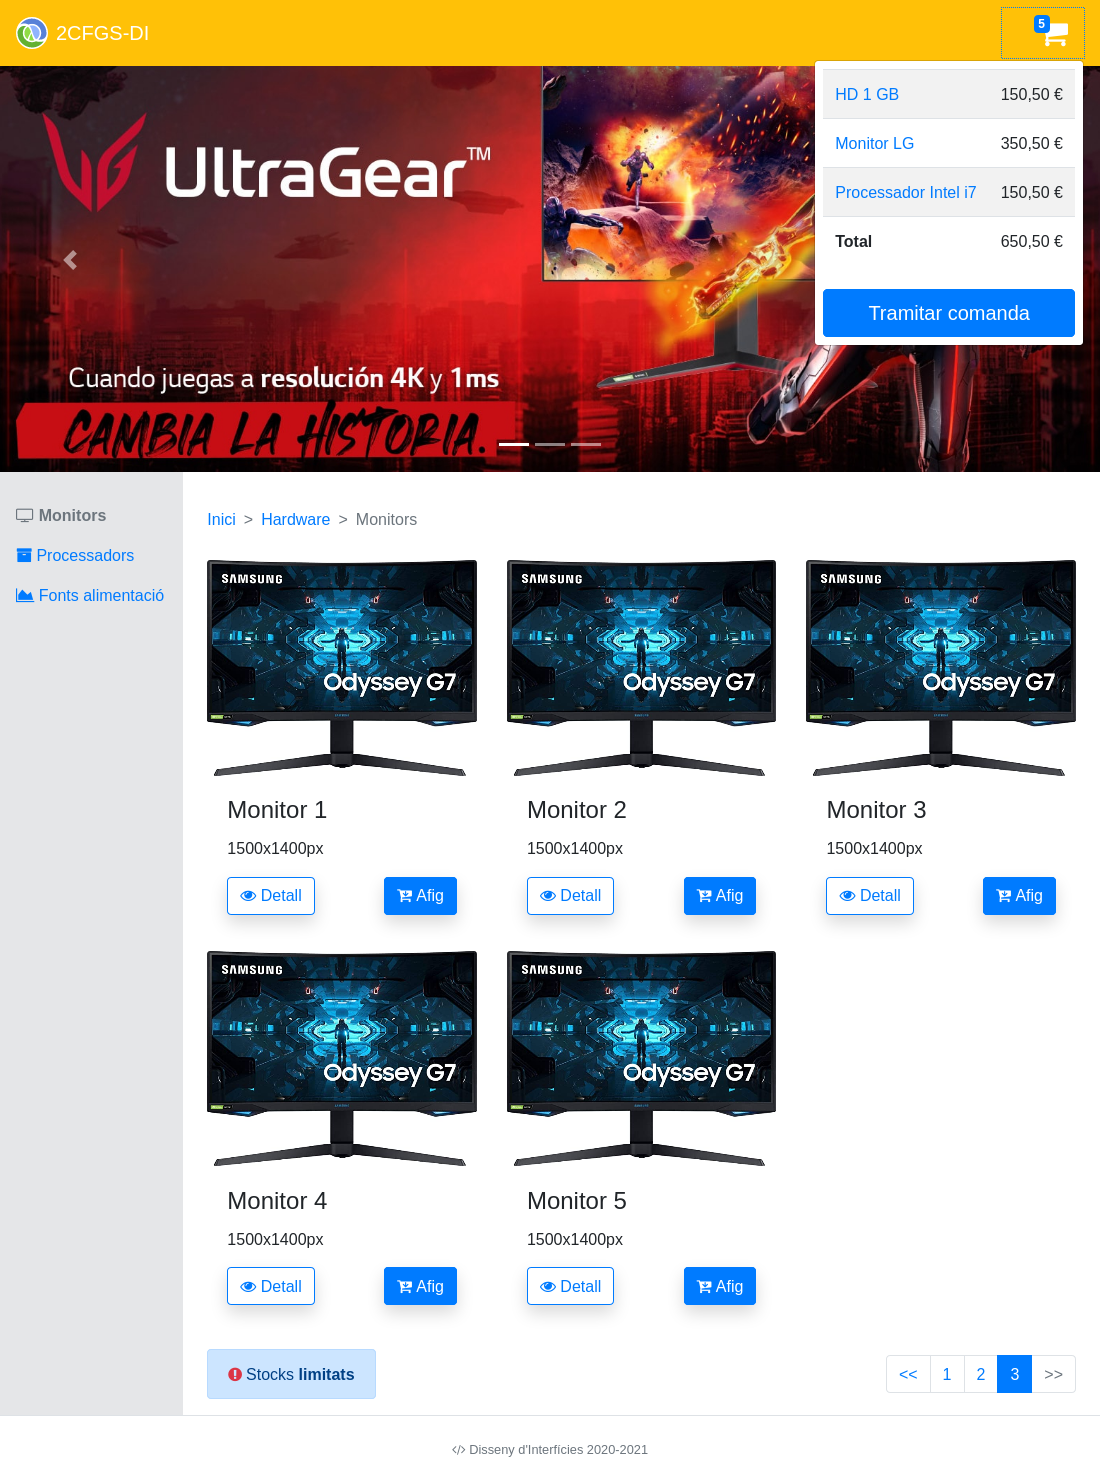 2CFGS-DI
5
HD 1 GB 150,50 €
Monitor LG 350,50 €
Processador Intel i7 150,50 €
Total 650,50 €
Tramitar comanda
UltraGear™
Cuando juegas a resolución 4K y 1ms
CAMBIA LA HISTORIA.
Monitors
Processadors
Fonts alimentació
Inici > Hardware > Monitors
SAMSUNG SAMSUNG SAMSUNG
Odyssey G7 Odyssey G7 Odyssey G7
Monitor 1 Monitor 2 Monitor 3
1500x1400px 1500x1400px 1500x1400px
Detall Afig Detall Afig Detall Afig
SAMSUNG SAMSUNG
Odyssey G7 Odyssey G7
Monitor 4 Monitor 5
1500x1400px 1500x1400px
Detall Afig Detall Afig
Stocks limitats
<< 1 2 3 >>
</> Disseny d'Interfícies 2020-2021